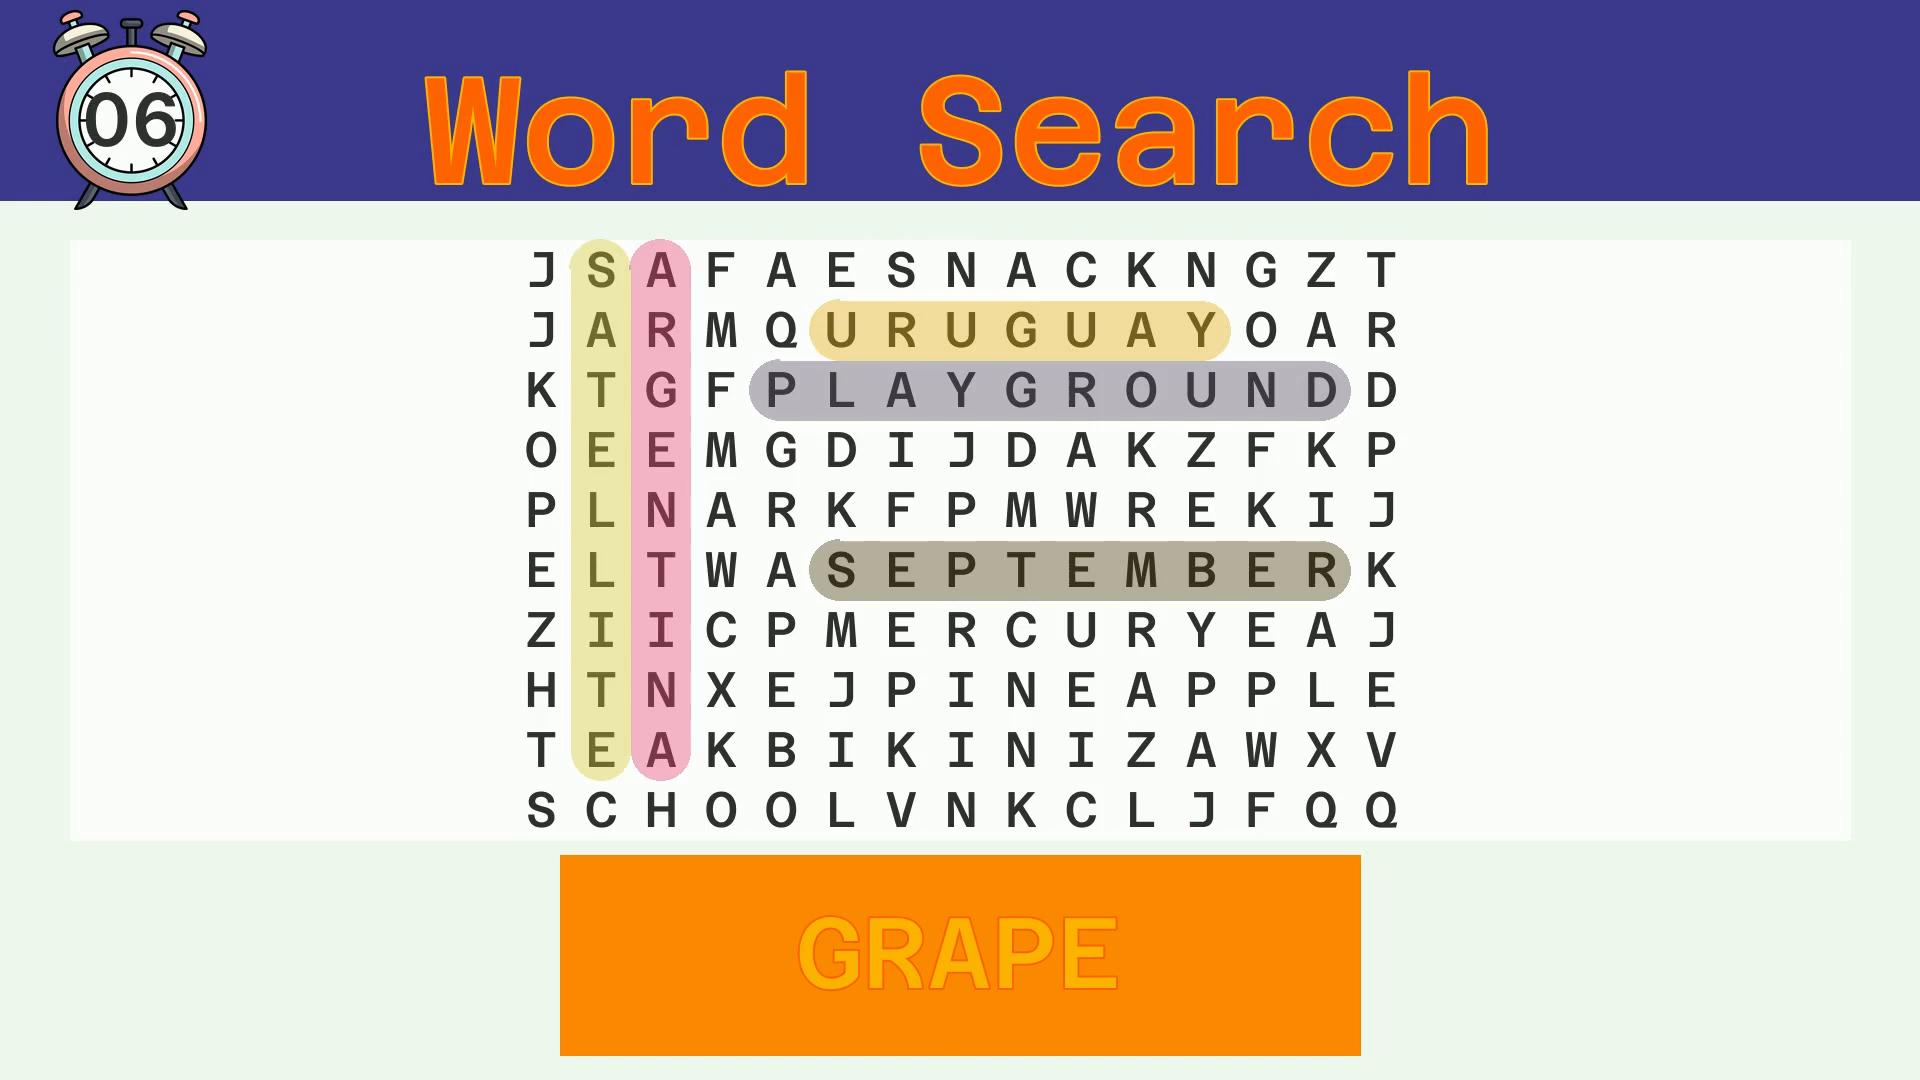 06
Word Search
J S A F A E S N A C K N G Z T
J A R M Q U R U G U A Y O A R
K T G F P L A Y G R O U N D D
O E E M G D I J D A K Z F K P
P L N A R K F P M W R E K I J
E L T W A S E P T E M B E R K
Z I I C P M E R C U R Y E A J
H T N X E J P I N E A P P L E
T E A K B I K I N I Z A W X V
S C H O O L V N K C L J F Q Q
GRAPE